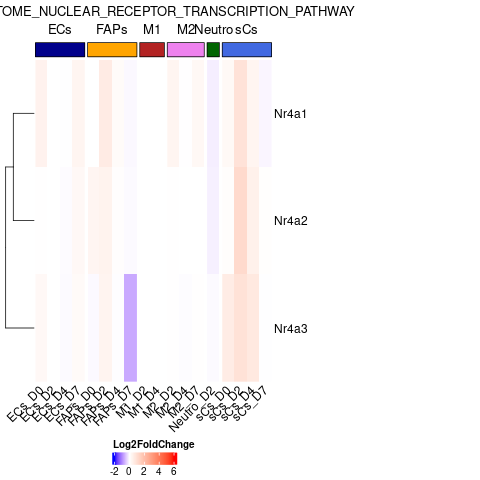 TOME_NUCLEAR_RECEPTOR_TRANSCRIPTION_PATHWAY
ECs FAPs M1 M2 Neutro sCs
Nr4a1
Nr4a2
Nr4a3
ECs_D0 ECs_D2 ECs_D4 ECs_D7 FAPs_D0 FAPs_D2 FAPs_D4 FAPs_D7 M1_D2 M1_D4 M2_D2 M2_D4 M2_D7 Neutro_D2 sCs_D0 sCs_D2 sCs_D4 sCs_D7
Log2FoldChange
-2 0 2 4 6